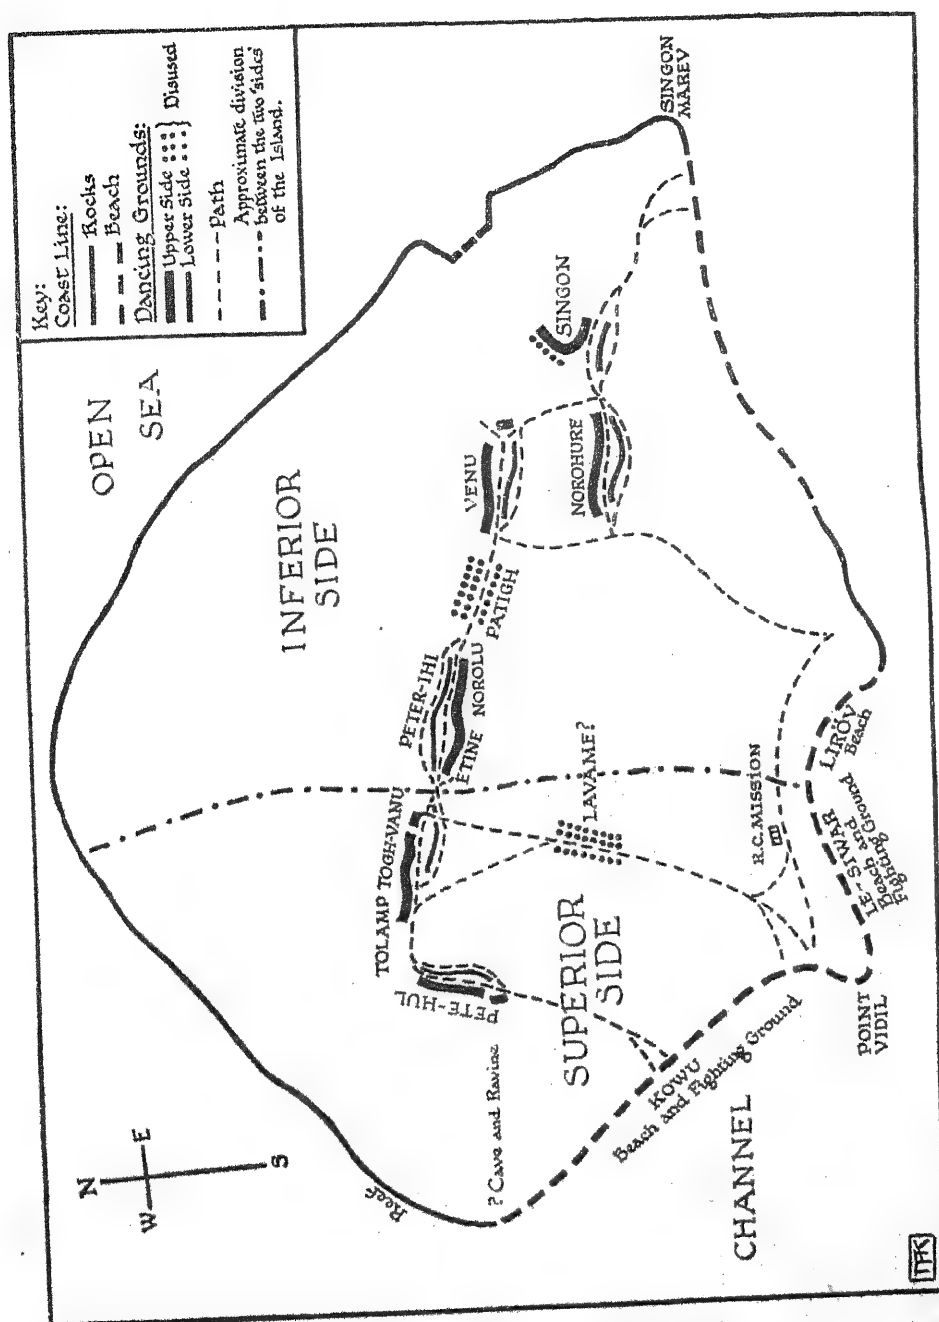 Key:
Coast Line:
Rocks
Beach
Dancing Grounds:
Upper Side } Disused
Lower Side
Path
Approximate division
between the two 'sides'
of the Island.
OPEN
SEA
SINGON
MAREV
INFERIOR
SIDE
SINGON
VENU
NOROHURE
PATIGH
PETER-IHI
NOROLU
ETINE
TOLAMP TOGH-VANU
LAVAME?
PETE-HUL
SUPERIOR
SIDE
R.C. MISSION
LIRÖV
Beach
LE-SIWAR
Beach and
Fighting Ground
POINT
VIDIL
KOWU
Beach and Fighting Ground
? Cave and Ravine
Reef
CHANNEL
N
W
E
S